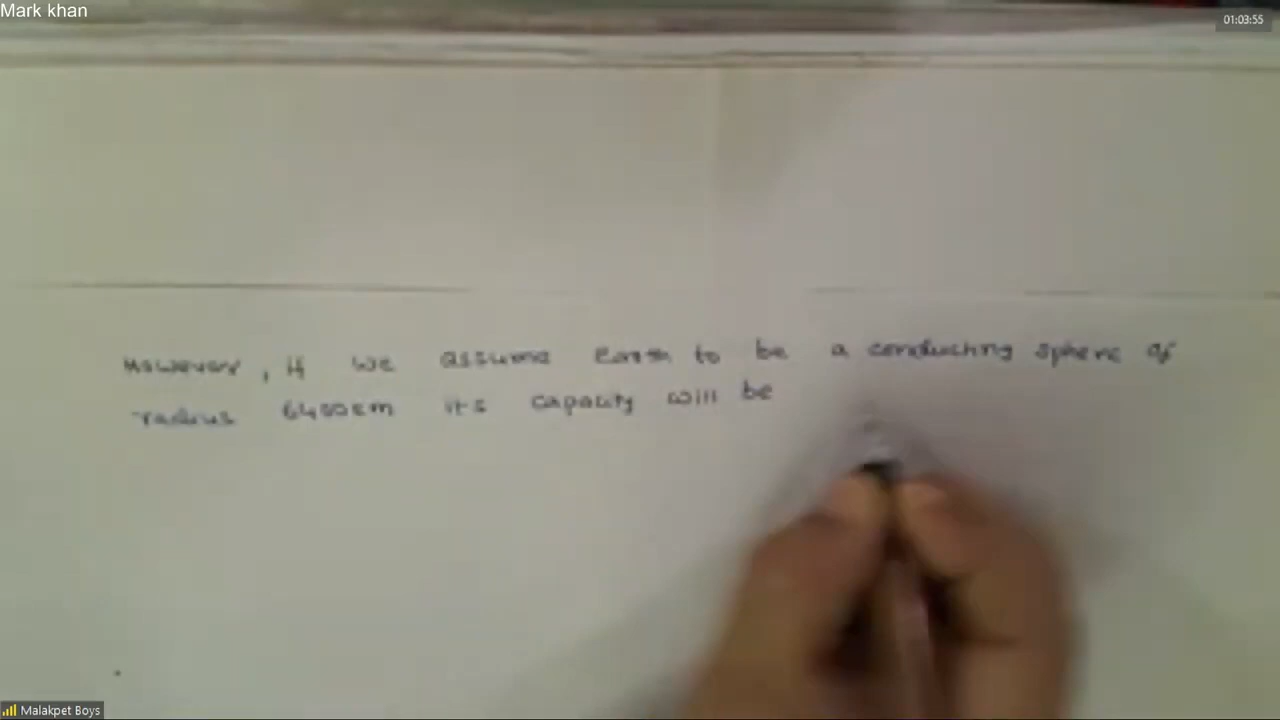 Mark khan
01:03:55
However, if we assume Earth to be a conducting sphere of
radius 6400km its capacity will be
Malakpet Boys